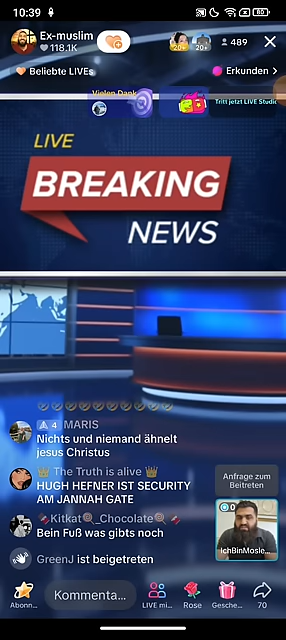 10:39
80
Ex-muslim
118.1K
20+
20+
489
Beliebte LIVEs
Erkunden >
Vielen Dank
Tritt jetzt LIVE Studio
LIVE
BREAKING
NEWS
4 MARIS
Nichts und niemand ähnelt
jesus Christus
The Truth is alive
HUGH HEFNER IST SECURITY
AM JANNAH GATE
Kitkat🍭_Chocolate🍭
Bein Fuß was gibts noch
GreenJ ist beigetreten
Anfrage zum
Beitreten
0
IchBinMosle...
Abonn...
Kommenta...
LIVE mi...
Rose
Gesche...
70